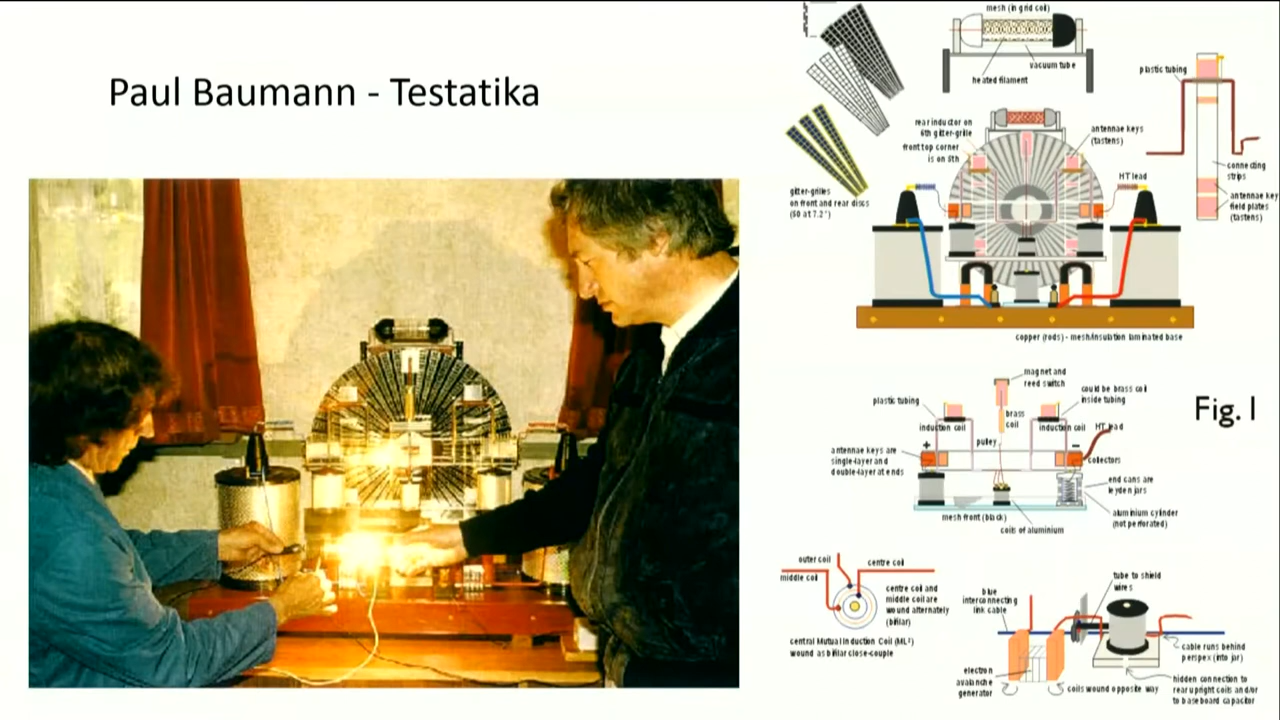 Paul Baumann - Testatika
mesh (in grid coil)
vacuum tube
heated filament
plastic tubing
rear inductor on
6th gitter-grille
front top corner
is on 8th
antennae keys
(tastens)
HT lead
connecting
strips
antennae key
field plates
(tastens)
gitter-grilles
on front and rear discs
(50 at 7.2°)
copper (rods) - mesh/insulation laminated base
magnet and
reed switch
could be brass coil
inside tubing
plastic tubing
brass
coil
induction coil
induction coil
HT lead
Fig. 1
pulley
+
-
collectors
antennae keys are
single-layer and
double-layer at ends
end cans are
leyden jars
mesh front (black)
aluminium cylinder
(not perforated)
coils of aluminium
outer coil
centre coil
middle coil
centre coil and
middle coil are
wound alternately
(bifilar)
central Mutual Induction Coil (ML²)
wound as bifilar close-couple
tube to shield
wires
blue
interconnecting
link cable
cable runs behind
perspex (into jar)
electron
avalanche
generator
coils wound opposite way
hidden connection to
rear upright coils and/or
to baseboard capacitor